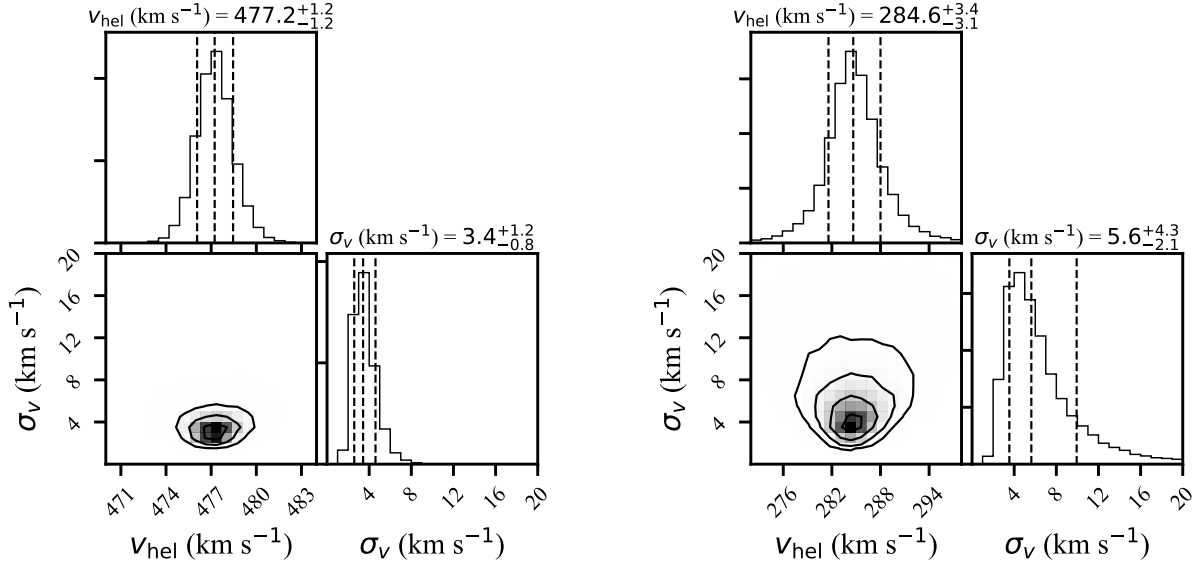 v_hel (km s⁻¹) = 477.2 +1.2 −1.2
σ_v (km s⁻¹) = 3.4 +1.2 −0.8
20
16
12
8
4
σ_v (km s⁻¹)
471 474 477 480 483
v_hel (km s⁻¹)
4 8 12 16 20
σ_v (km s⁻¹)
v_hel (km s⁻¹) = 284.6 +3.4 −3.1
σ_v (km s⁻¹) = 5.6 +4.3 −2.1
20
16
12
8
4
σ_v (km s⁻¹)
276 282 288 294
v_hel (km s⁻¹)
4 8 12 16 20
σ_v (km s⁻¹)